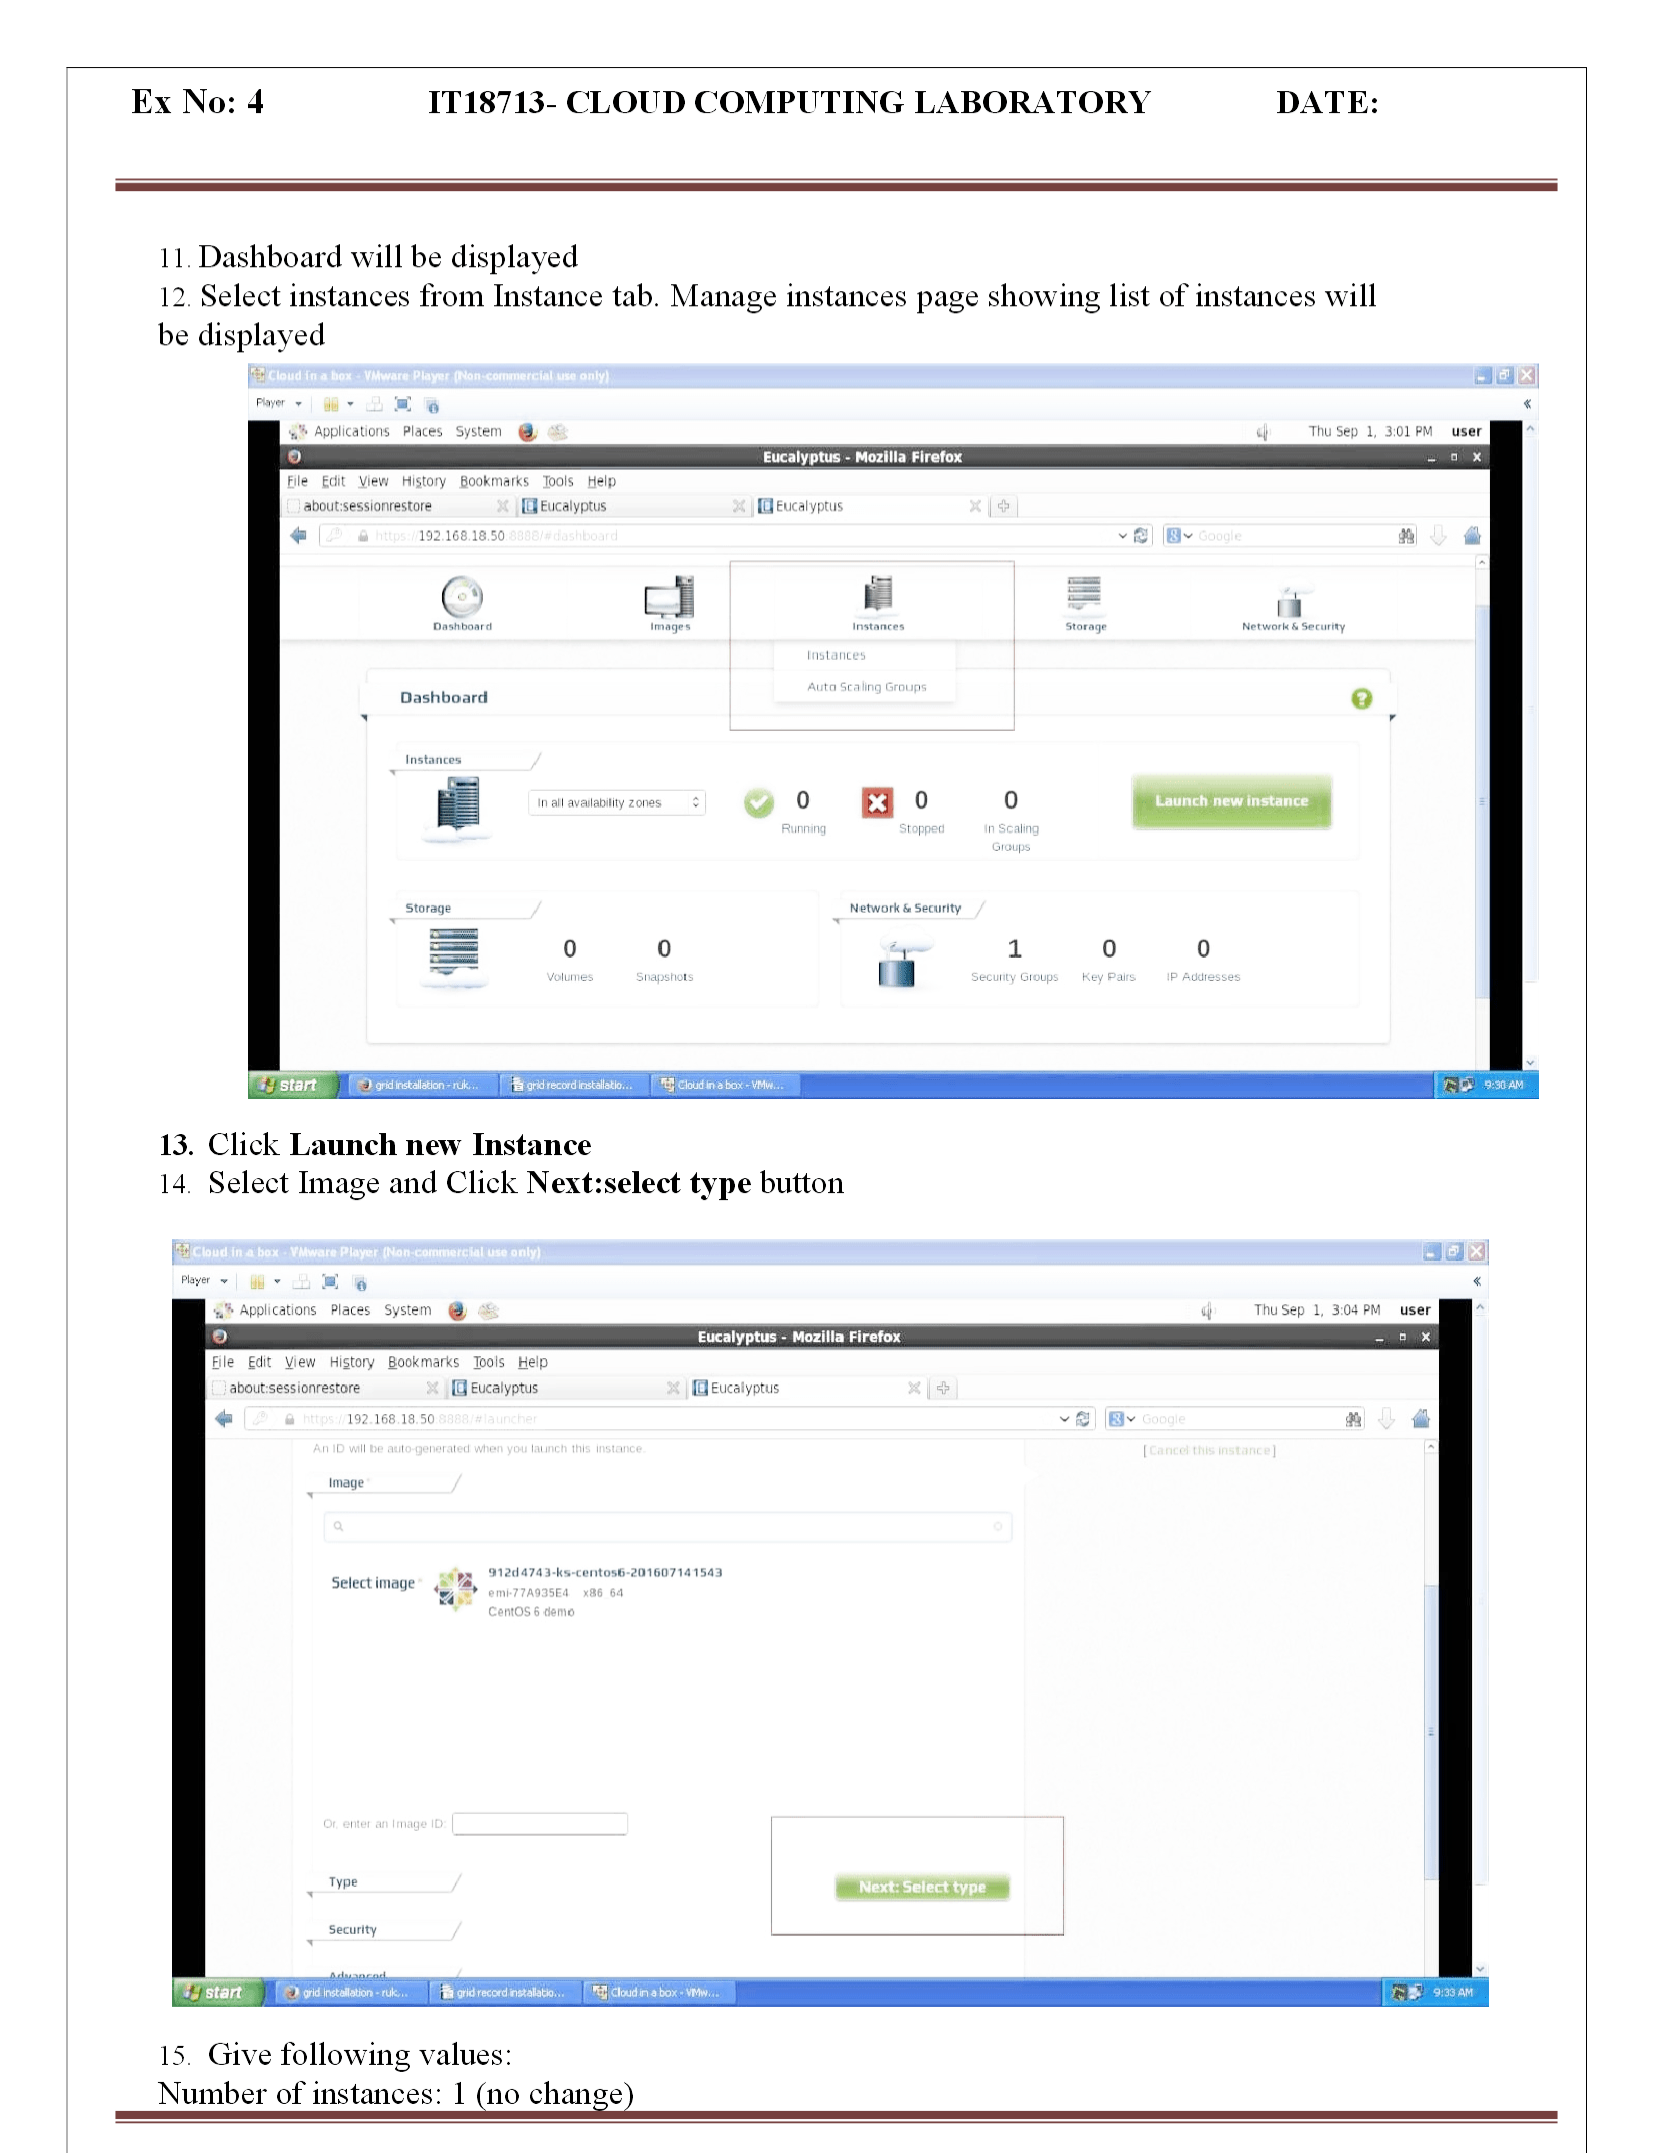 Ex No: 4 IT18713- CLOUD COMPUTING LABORATORY DATE:
11. Dashboard will be displayed
12. Select instances from Instance tab. Manage instances page showing list of instances will
be displayed
Cloud in a box - VMware Player (Non-commercial use only)
Player
Applications Places System Thu Sep 1, 3:01 PM user
Eucalyptus - Mozilla Firefox
File Edit View History Bookmarks Tools Help
about:sessionrestore Eucalyptus Eucalyptus
https://192.168.18.50:8888/#dashboard Google
Dashboard Images Instances Storage Network & Security
Instances
Auto Scaling Groups
Dashboard
Instances
In all availability zones 0 0 0 Launch new instance
Running Stopped In Scaling
Groups
Storage Network & Security
0 0 1 0 0
Volumes Snapshots Security Groups Key Pairs IP Addresses
start grid installation - ruk... grid record installatio... Cloud in a box - VMw... 9:30 AM
13. Click Launch new Instance
14. Select Image and Click Next:select type button
Cloud in a box - VMware Player (Non-commercial use only)
Player
Applications Places System Thu Sep 1, 3:04 PM user
Eucalyptus - Mozilla Firefox
File Edit View History Bookmarks Tools Help
about:sessionrestore Eucalyptus Eucalyptus
https://192.168.18.50:8888/#launcher Google
An ID will be auto-generated when you launch this instance. [Cancel this instance]
Image *
Select image * 912d4743-ks-centos6-201607141543
emi-77A935E4 x86_64
CentOS 6 demo
Or, enter an Image ID:
Type Next: Select type
Security
Advanced
start grid installation - ruk... grid record installatio... Cloud in a box - VMw... 9:33 AM
15. Give following values:
Number of instances: 1 (no change)